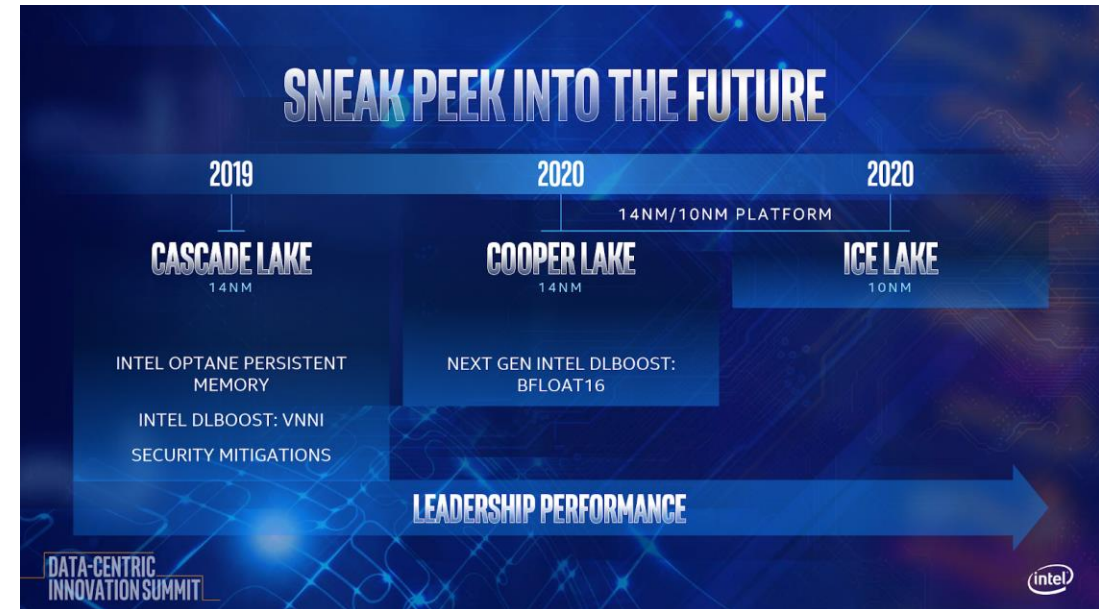 SNEAK PEEK INTO THE FUTURE
2019
2020
2020
14NM/10NM PLATFORM
CASCADE LAKE
14NM
COOPER LAKE
14NM
ICE LAKE
10NM
INTEL OPTANE PERSISTENT
MEMORY
INTEL DLBOOST: VNNI
SECURITY MITIGATIONS
NEXT GEN INTEL DLBOOST:
BFLOAT16
LEADERSHIP PERFORMANCE
DATA-CENTRIC
INNOVATION SUMMIT
intel